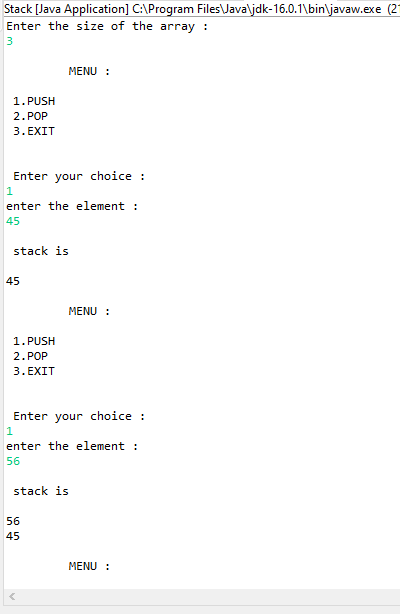 Stack [Java Application] C:\Program Files\Java\jdk-16.0.1\bin\javaw.exe (21
Enter the size of the array :
3
MENU :
1.PUSH
2.POP
3.EXIT
Enter your choice :
1
enter the element :
45
stack is
45
MENU :
1.PUSH
2.POP
3.EXIT
Enter your choice :
1
enter the element :
56
stack is
56
45
MENU :